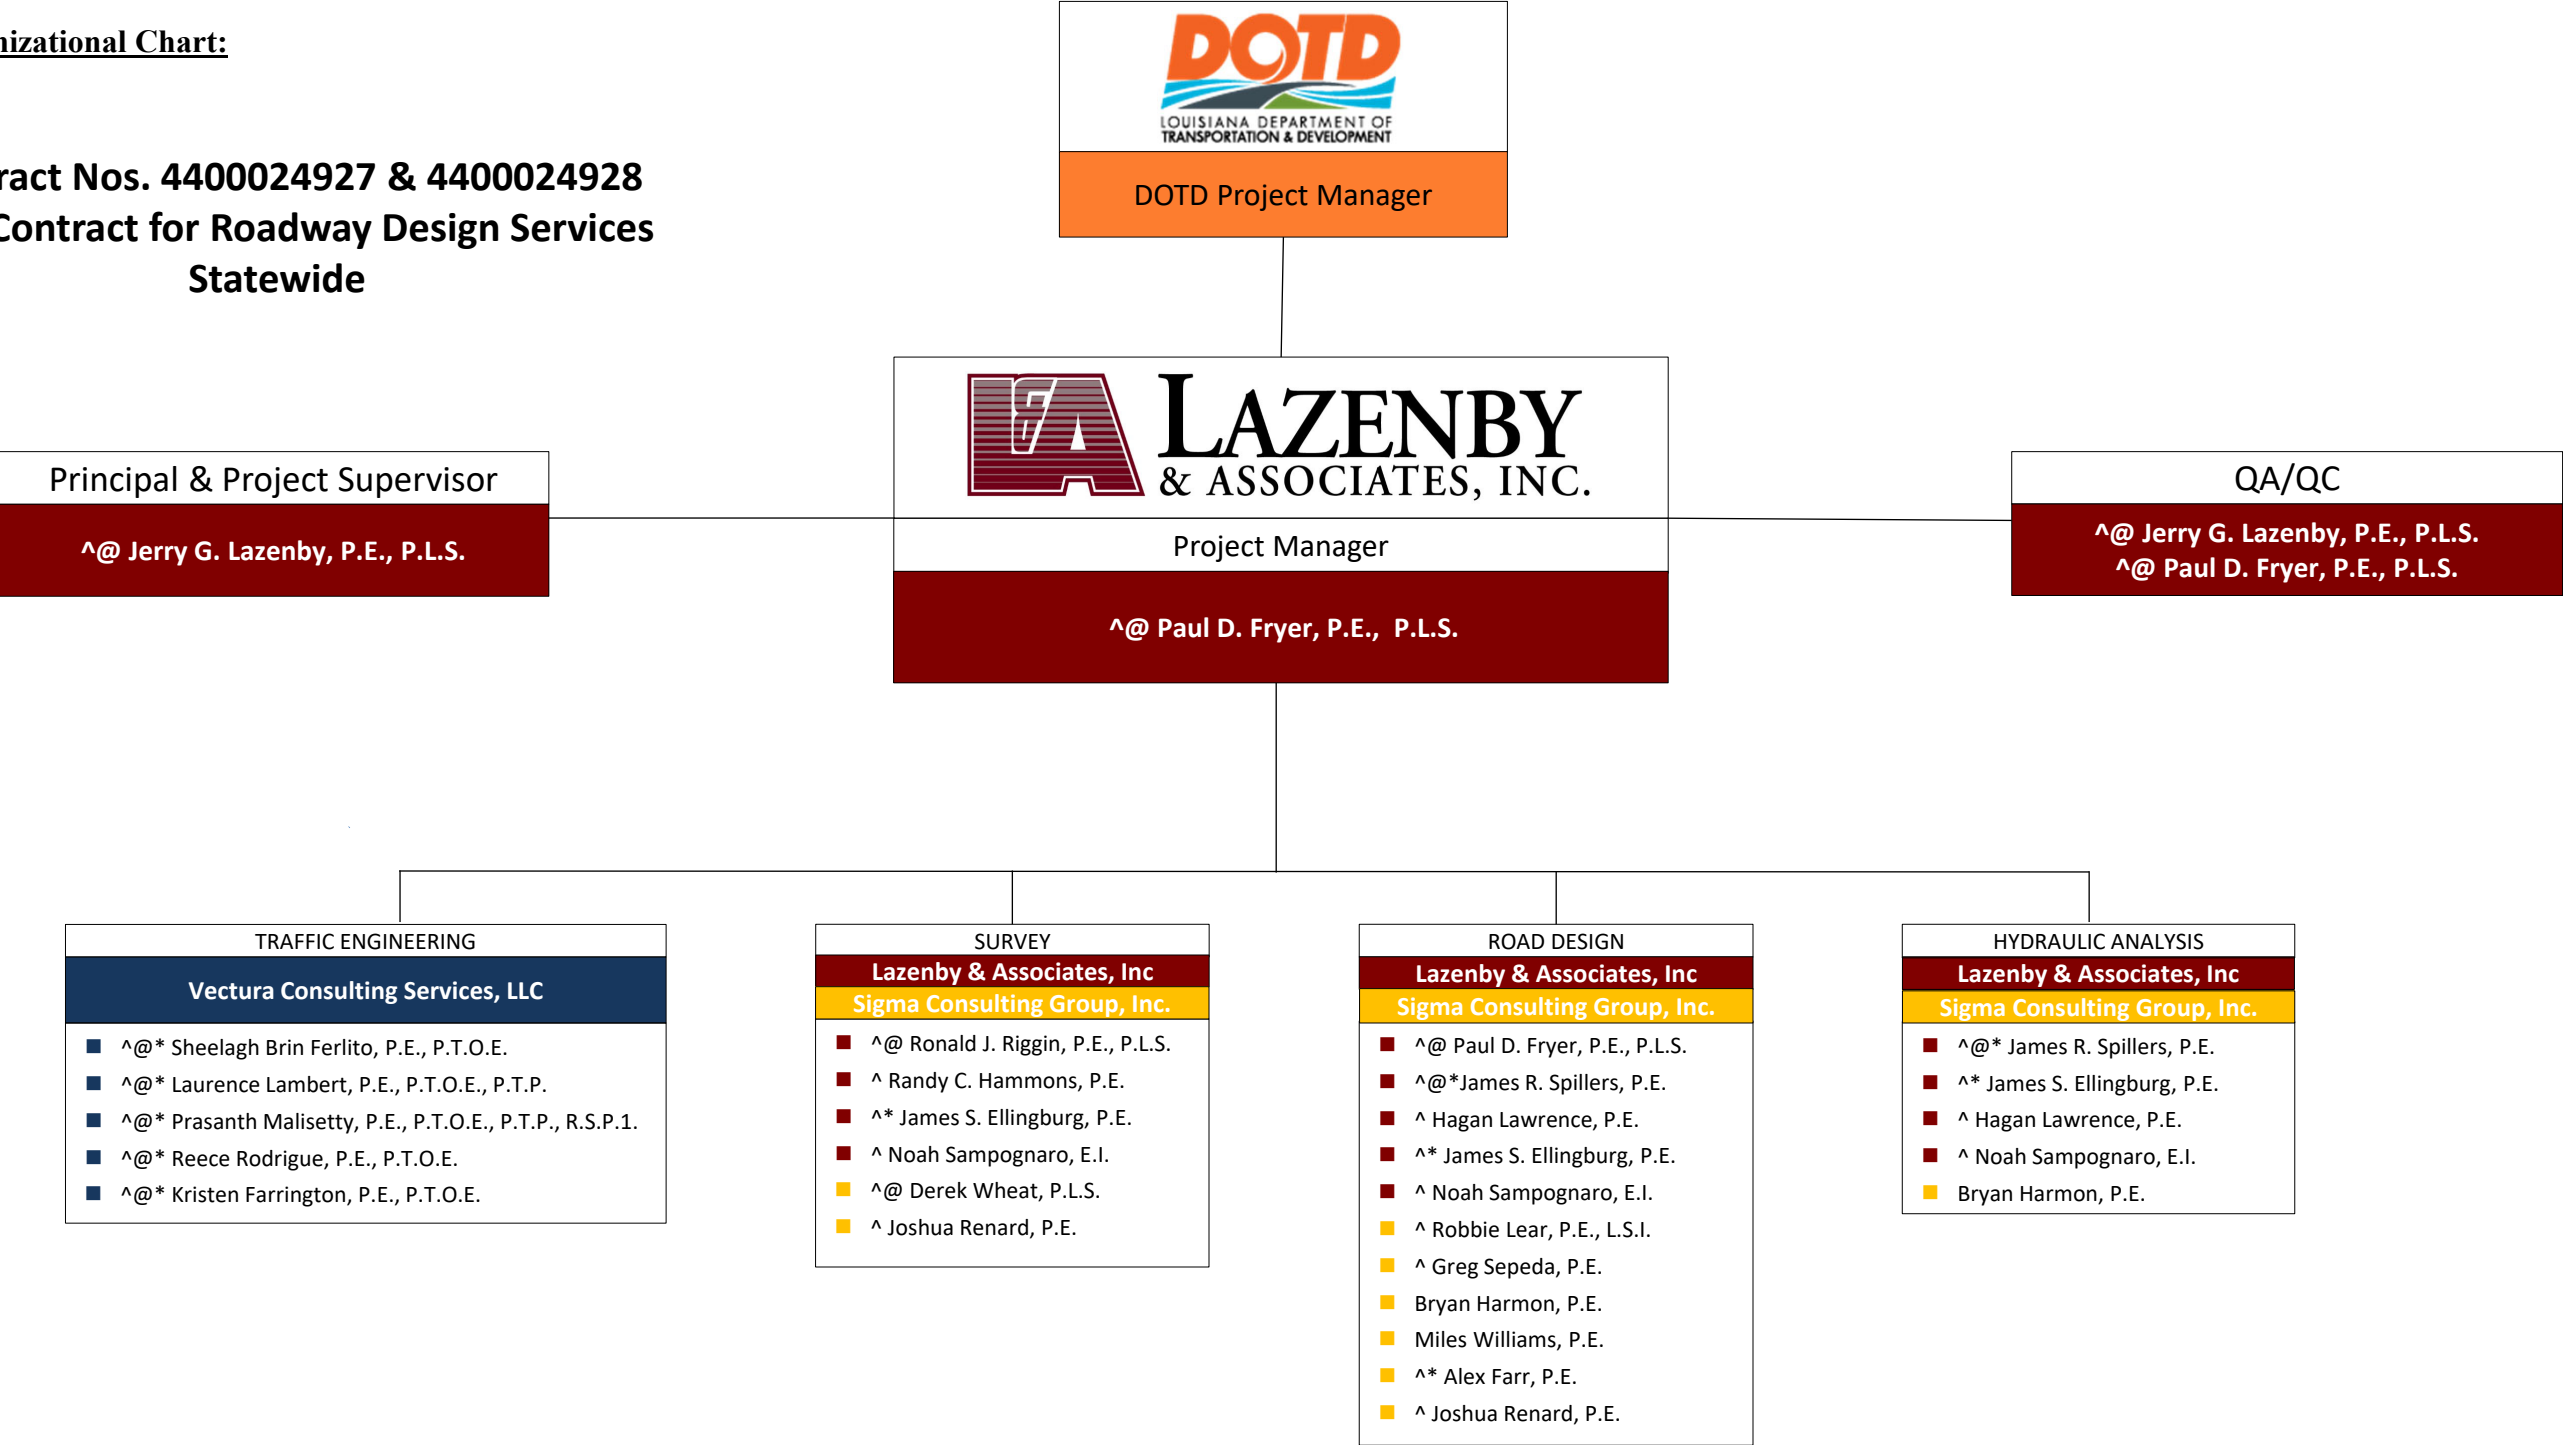 nizational Chart:
DOTD
LOUISIANA DEPARTMENT OF
TRANSPORTATION & DEVELOPMENT
DOTD Project Manager
ract Nos. 4400024927 & 4400024928
Contract for Roadway Design Services
Statewide
L&A LAZENBY
& ASSOCIATES, INC.
Project Manager
^@ Paul D. Fryer, P.E., P.L.S.
Principal & Project Supervisor
^@ Jerry G. Lazenby, P.E., P.L.S.
QA/QC
^@ Jerry G. Lazenby, P.E., P.L.S.
^@ Paul D. Fryer, P.E., P.L.S.
TRAFFIC ENGINEERING
Vectura Consulting Services, LLC
^@* Sheelagh Brin Ferlito, P.E., P.T.O.E.
^@* Laurence Lambert, P.E., P.T.O.E., P.T.P.
^@* Prasanth Malisetty, P.E., P.T.O.E., P.T.P., R.S.P.1.
^@* Reece Rodrigue, P.E., P.T.O.E.
^@* Kristen Farrington, P.E., P.T.O.E.
SURVEY
Lazenby & Associates, Inc
Sigma Consulting Group, Inc.
^@ Ronald J. Riggin, P.E., P.L.S.
^ Randy C. Hammons, P.E.
^* James S. Ellingburg, P.E.
^ Noah Sampognaro, E.I.
^@ Derek Wheat, P.L.S.
^ Joshua Renard, P.E.
ROAD DESIGN
Lazenby & Associates, Inc
Sigma Consulting Group, Inc.
^@ Paul D. Fryer, P.E., P.L.S.
^@*James R. Spillers, P.E.
^ Hagan Lawrence, P.E.
^* James S. Ellingburg, P.E.
^ Noah Sampognaro, E.I.
^ Robbie Lear, P.E., L.S.I.
^ Greg Sepeda, P.E.
Bryan Harmon, P.E.
Miles Williams, P.E.
^* Alex Farr, P.E.
^ Joshua Renard, P.E.
HYDRAULIC ANALYSIS
Lazenby & Associates, Inc
Sigma Consulting Group, Inc.
^@* James R. Spillers, P.E.
^* James S. Ellingburg, P.E.
^ Hagan Lawrence, P.E.
^ Noah Sampognaro, E.I.
Bryan Harmon, P.E.